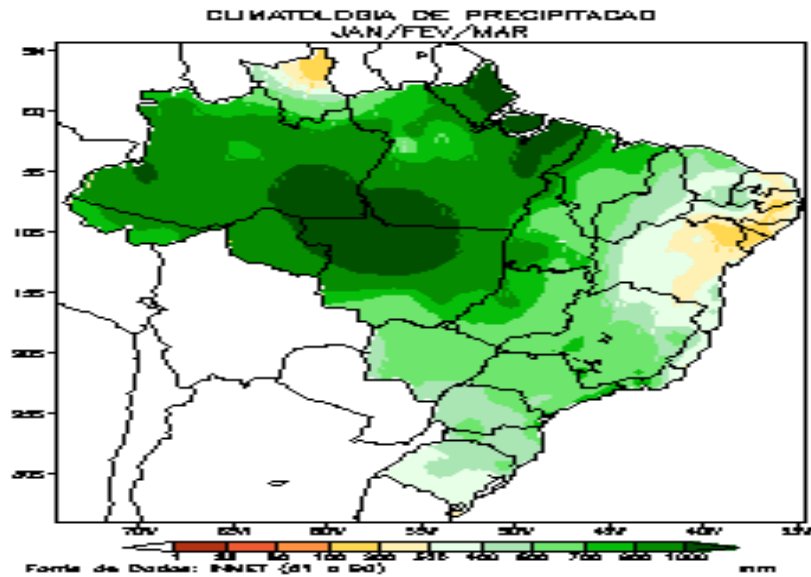 CLIMATOLOGIA DE PRECIPITACAO
JAN/FEV/MAR
5N
EQ
5S
10S
15S
20S
25S
30S
70W 65W 60W 55W 50W 45W 40W 35W
1 25 50 100 200 400 500 700 800 1000
Fonte de Dados: INMET (61 a 90) mm